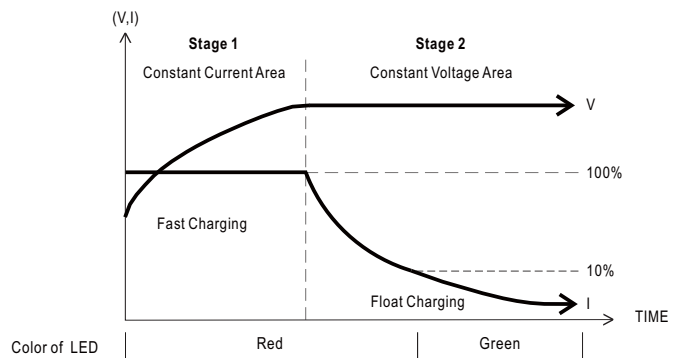 (V,I)
Stage 1
Stage 2
Constant Current Area
Constant Voltage Area
V
100%
Fast Charging
10%
Float Charging
I
TIME
Color of LED
Red
Green